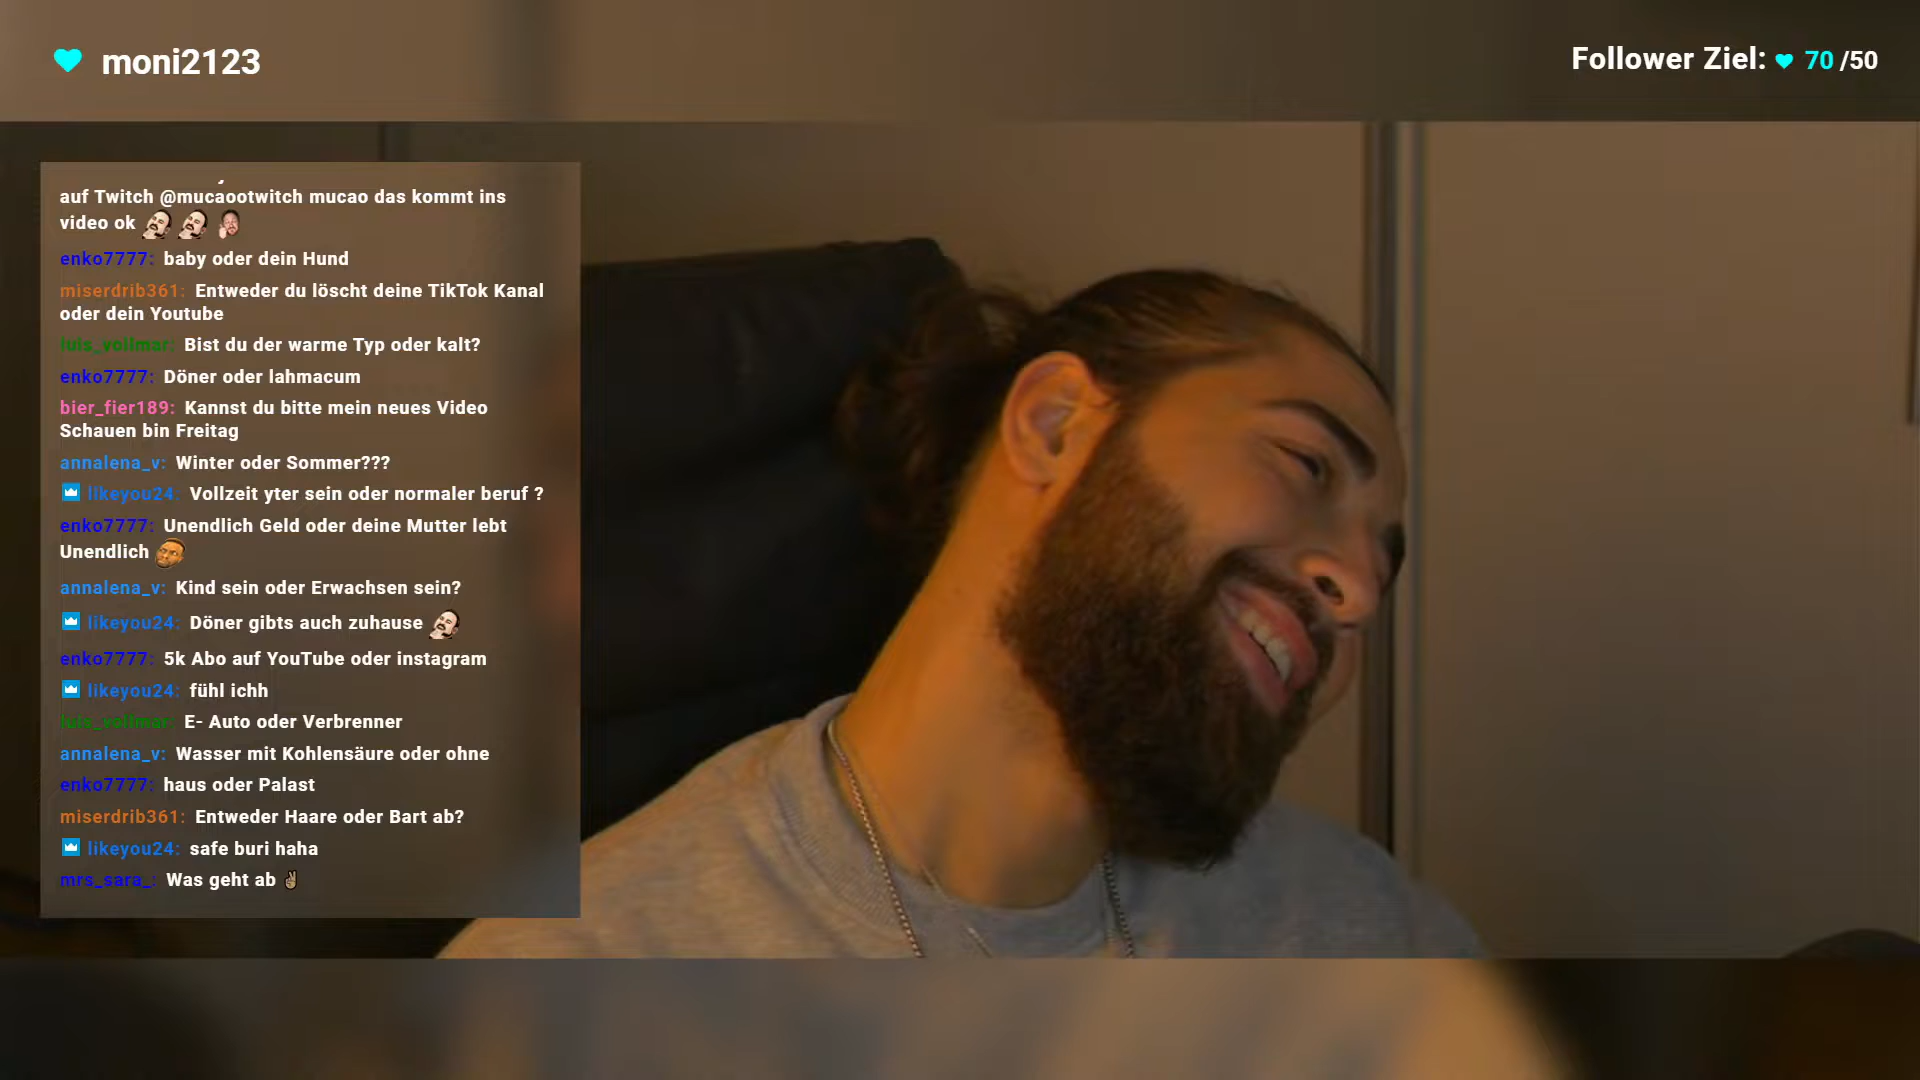 moni2123
Follower Ziel: 70 /50
auf Twitch @mucaootwitch mucao das kommt ins
video ok
enko7777: baby oder dein Hund
miserdrib361: Entweder du löscht deine TikTok Kanal
oder dein Youtube
luis_vollmar: Bist du der warme Typ oder kalt?
enko7777: Döner oder lahmacum
bier_fier189: Kannst du bitte mein neues Video
Schauen bin Freitag
annalena_v: Winter oder Sommer???
likeyou24: Vollzeit yter sein oder normaler beruf ?
enko7777: Unendlich Geld oder deine Mutter lebt
Unendlich
annalena_v: Kind sein oder Erwachsen sein?
likeyou24: Döner gibts auch zuhause
enko7777: 5k Abo auf YouTube oder instagram
likeyou24: fühl ichh
luis_vollmar: E- Auto oder Verbrenner
annalena_v: Wasser mit Kohlensäure oder ohne
enko7777: haus oder Palast
miserdrib361: Entweder Haare oder Bart ab?
likeyou24: safe buri haha
mrs_sara_: Was geht ab ✌🏽